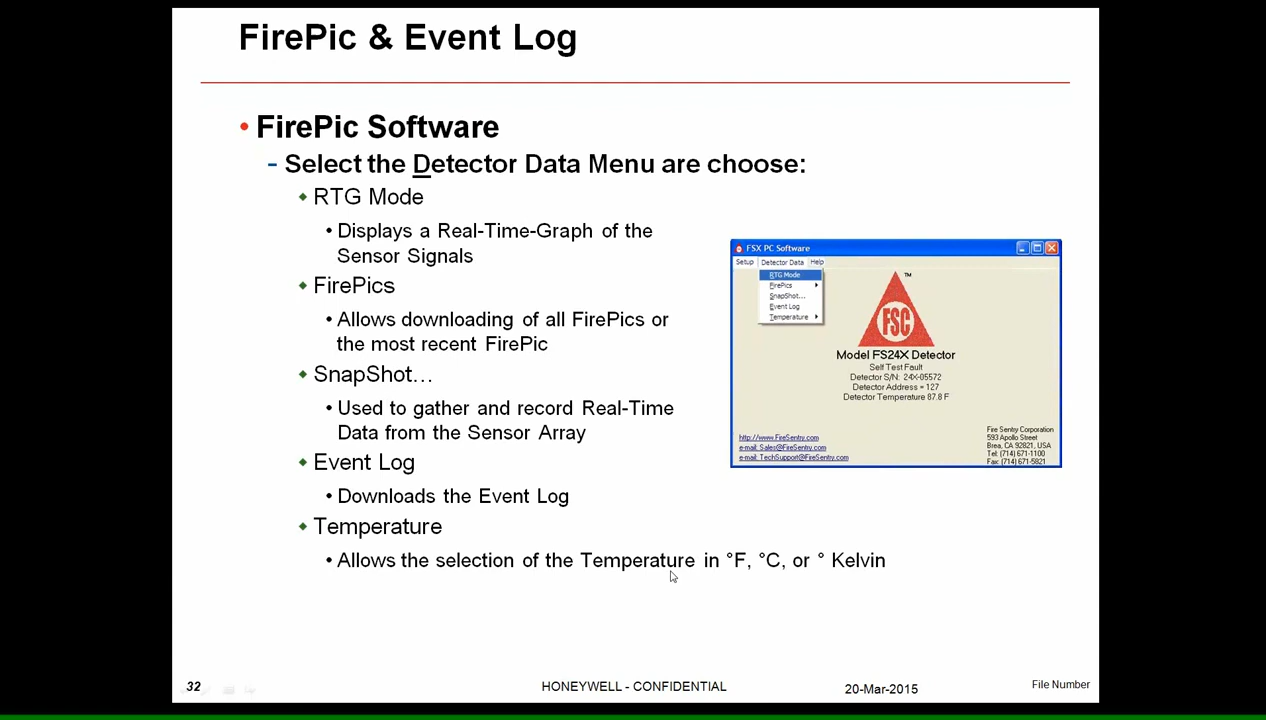 FirePic & Event Log
• FirePic Software
- Select the Detector Data Menu are choose:
RTG Mode
• Displays a Real-Time-Graph of the
Sensor Signals
FirePics
• Allows downloading of all FirePics or
the most recent FirePic
SnapShot…
• Used to gather and record Real-Time
Data from the Sensor Array
Event Log
• Downloads the Event Log
Temperature
• Allows the selection of the Temperature in °F, °C, or ° Kelvin
FSX PC Software
Setup Detector Data Help
RTG Mode
FirePics
SnapShot...
Event Log
Temperature
TM
FSC
Model FS24X Detector
Self Test Fault
Detector S/N: 24X-05572
Detector Address = 127
Detector Temperature 87.8 F
http://www.FireSentry.com
e-mail: Sales@FireSentry.com
e-mail: TechSupport@FireSentry.com
Fire Sentry Corporation
593 Apollo Street
Brea, CA 92821, USA
Tel: (714) 671-1100
Fax: (714) 671-5821
32
HONEYWELL - CONFIDENTIAL
20-Mar-2015
File Number